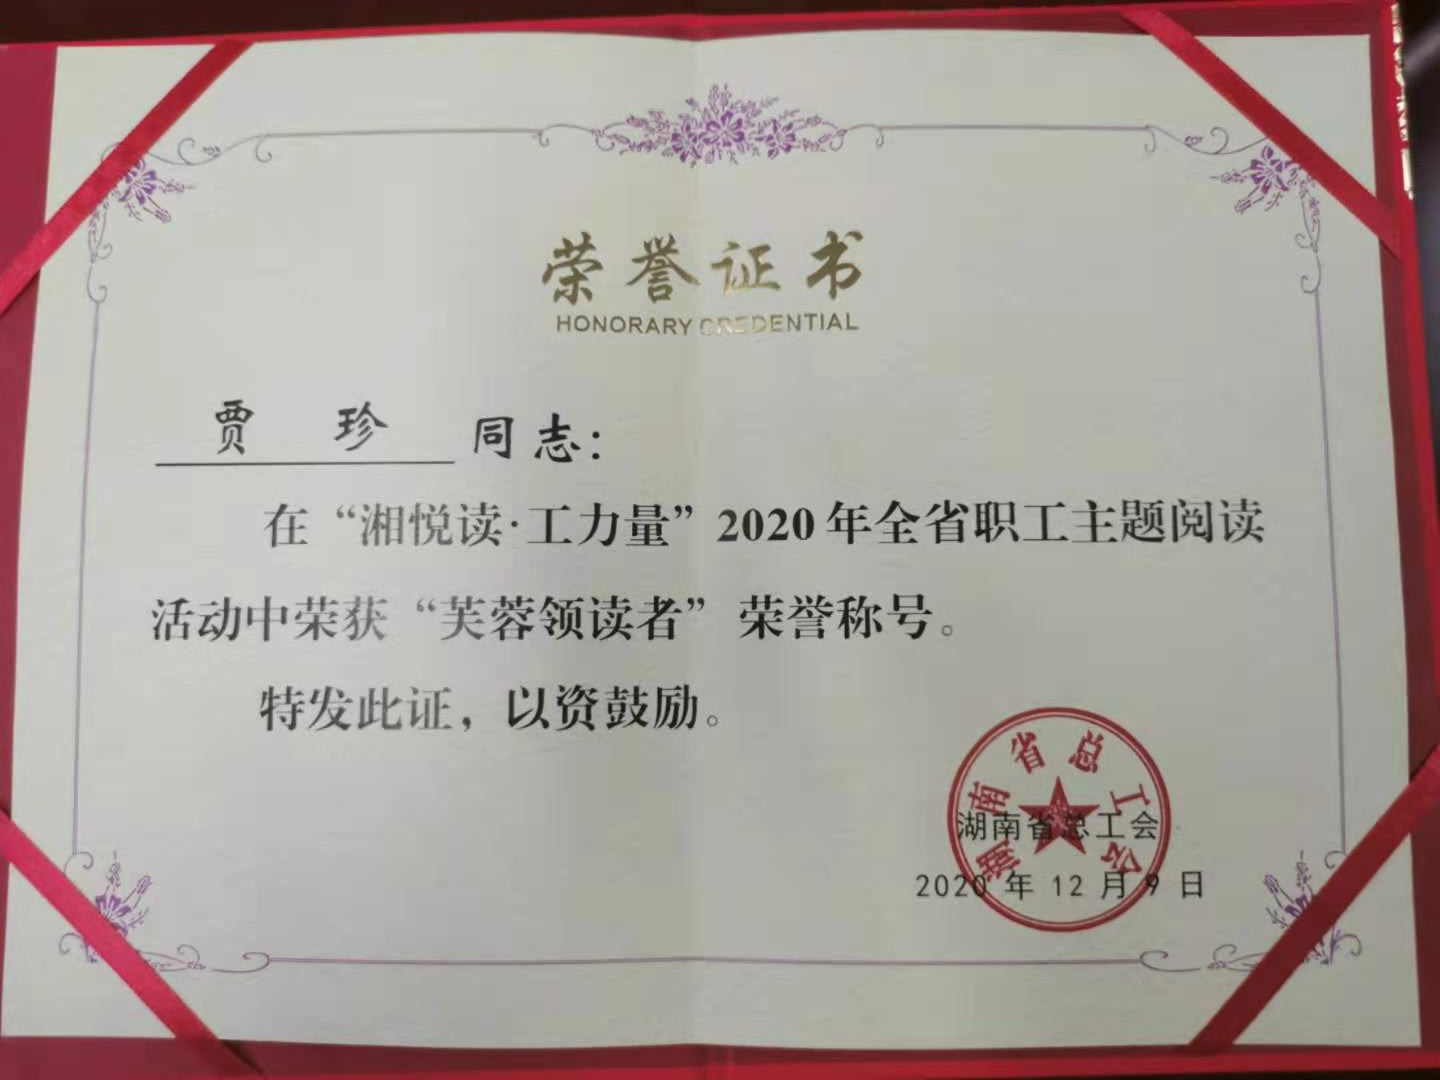 荣誉证书
HONORARY CREDENTIAL
贾 珍 同志：
在“湘悦读·工力量”2020年全省职工主题阅读
活动中荣获“芙蓉领读者”荣誉称号。
特发此证，以资鼓励。
湖南省总工会
湖南省总工会
2020年12月9日